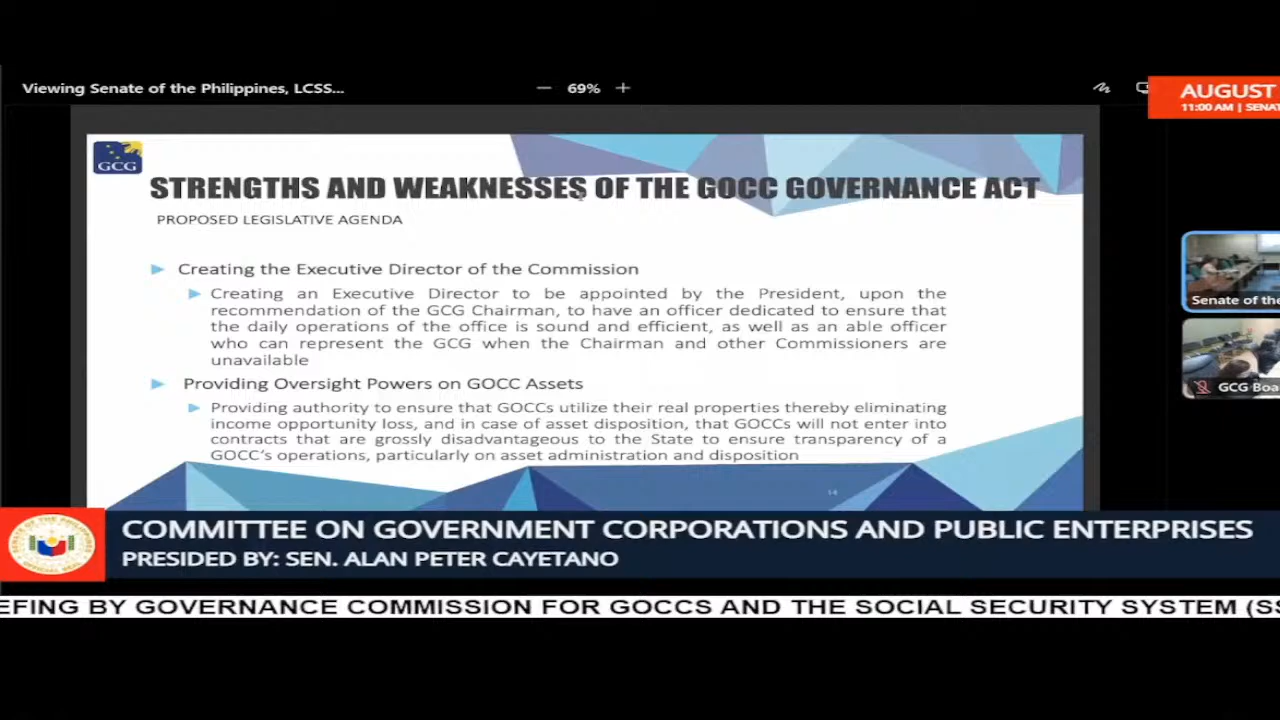 Viewing Senate of the Philippines, LCSS...
69%
AUGUST
11:00 AM | SENAT
GCG
STRENGTHS AND WEAKNESSES OF THE GOCC GOVERNANCE ACT
PROPOSED LEGISLATIVE AGENDA
Creating the Executive Director of the Commission
Creating an Executive Director to be appointed by the President, upon the
recommendation of the GCG Chairman, to have an officer dedicated to ensure that
the daily operations of the office is sound and efficient, as well as an able officer
who can represent the GCG when the Chairman and other Commissioners are
unavailable
Providing Oversight Powers on GOCC Assets
Providing authority to ensure that GOCCs utilize their real properties thereby eliminating
income opportunity loss, and in case of asset disposition, that GOCCs will not enter into
contracts that are grossly disadvantageous to the State to ensure transparency of a
GOCC's operations, particularly on asset administration and disposition
14
Senate of the
GCG Boa
COMMITTEE ON GOVERNMENT CORPORATIONS AND PUBLIC ENTERPRISES
PRESIDED BY: SEN. ALAN PETER CAYETANO
EFING BY GOVERNANCE COMMISSION FOR GOCCS AND THE SOCIAL SECURITY SYSTEM (SS